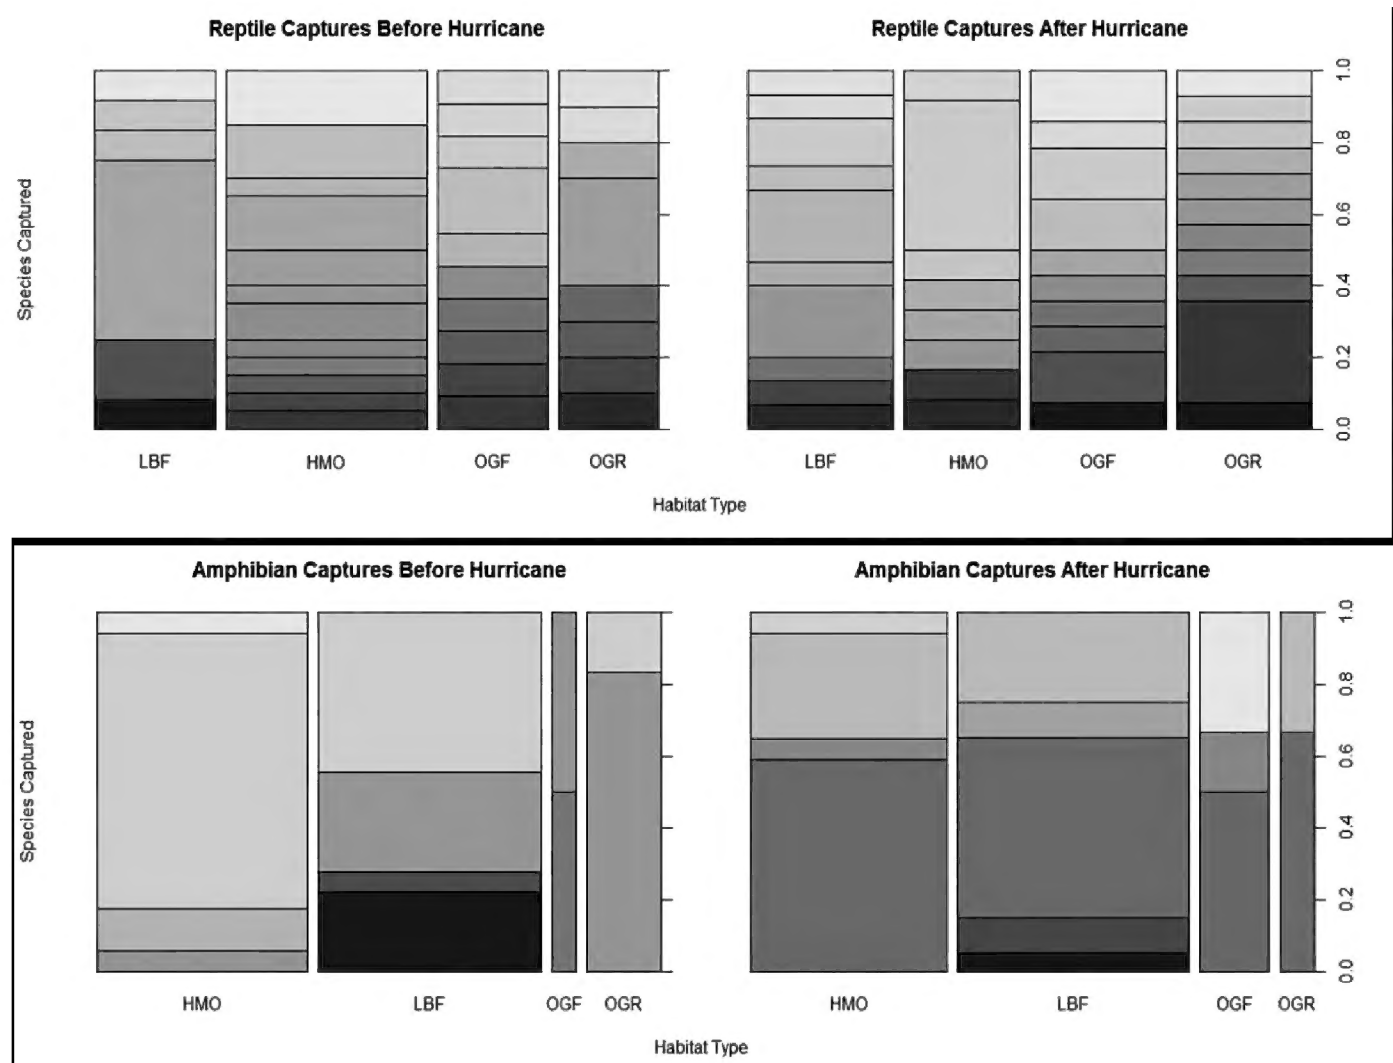 Reptile Captures Before Hurricane
Reptile Captures After Hurricane
Species Captured
1.0
0.8
0.6
0.4
0.2
0.0
LBF HMO OGF OGR
LBF HMO OGF OGR
Habitat Type
Amphibian Captures Before Hurricane
Amphibian Captures After Hurricane
Species Captured
1.0
0.8
0.6
0.4
0.2
0.0
HMO LBF OGF OGR
HMO LBF OGF OGR
Habitat Type